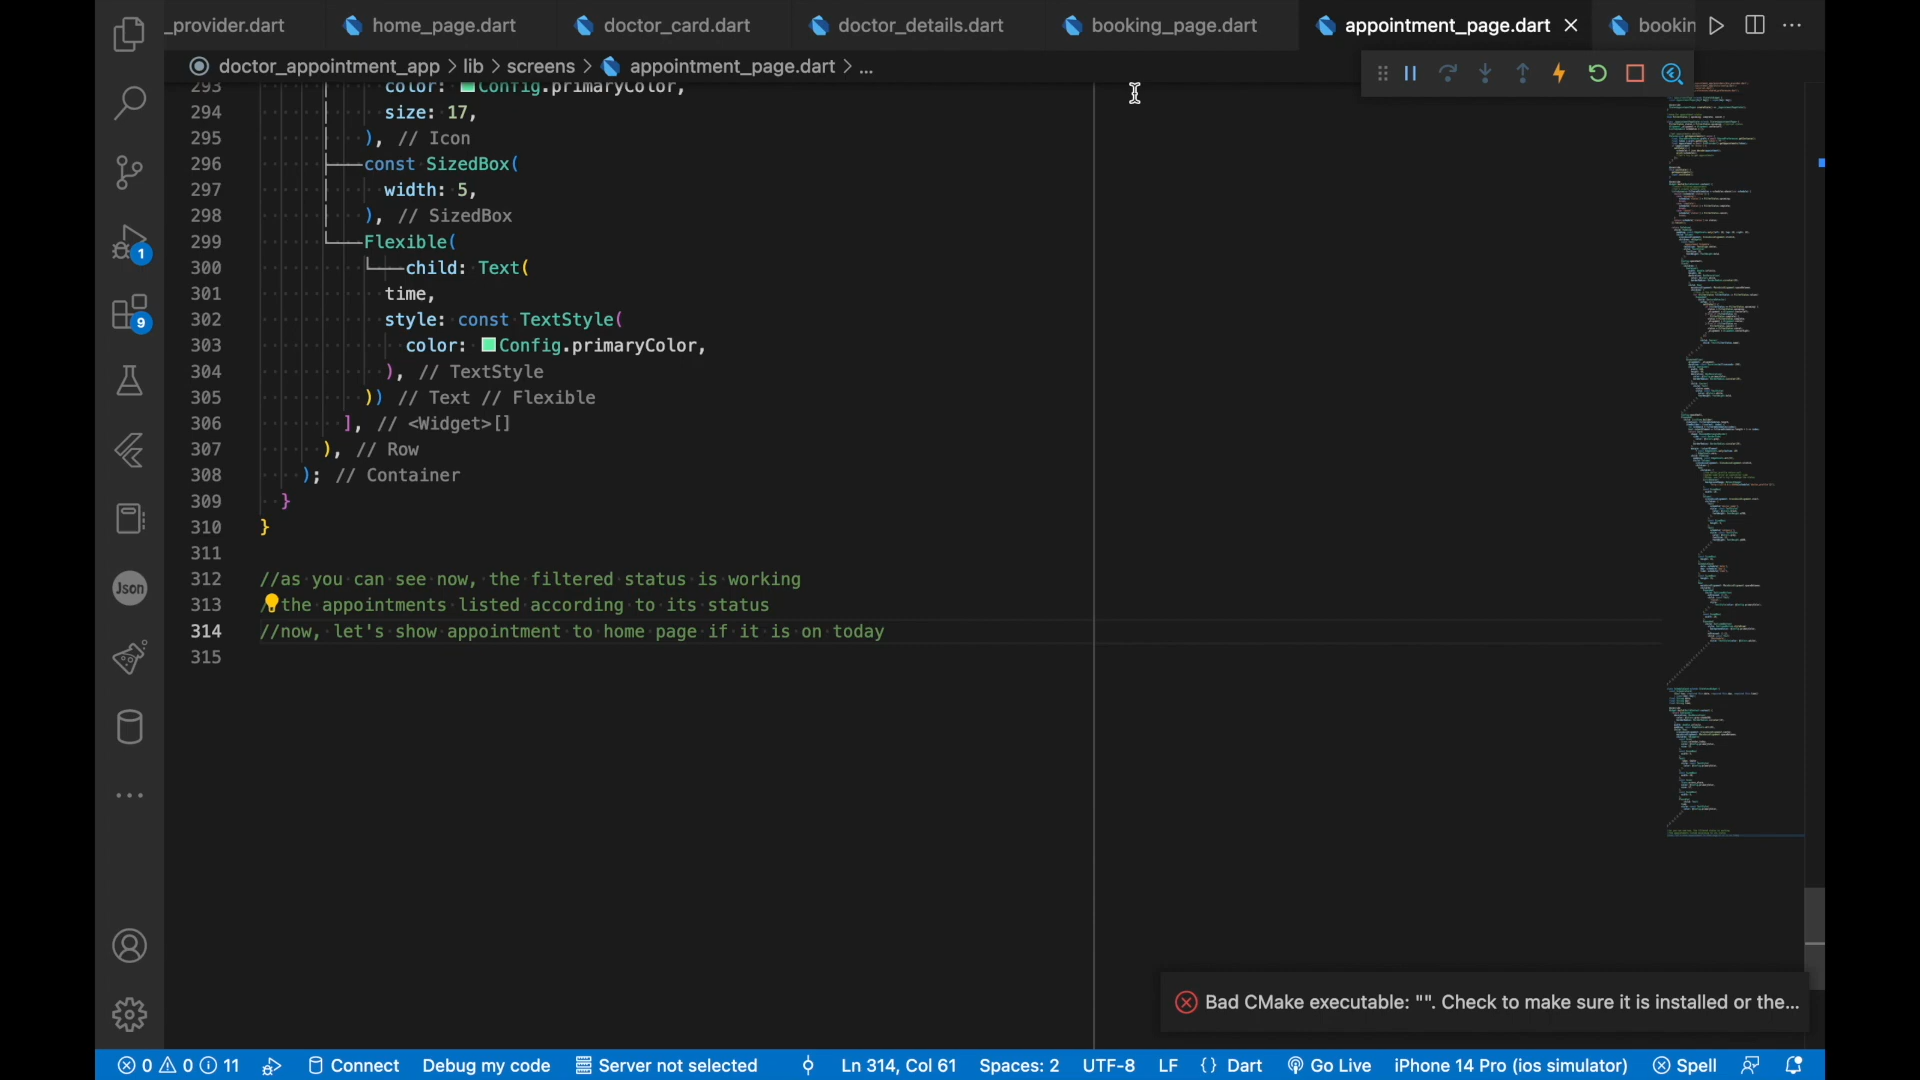 _provider.dart
home_page.dart
doctor_card.dart
doctor_details.dart
booking_page.dart
appointment_page.dart
bookin
doctor_appointment_app > lib > screens > appointment_page.dart > ...
293 color: Config.primaryColor,
294 size: 17,
295 ), // Icon
296 const SizedBox(
297 width: 5,
298 ), // SizedBox
299 Flexible(
300 child: Text(
301 time,
302 style: const TextStyle(
303 color: Config.primaryColor,
304 ), // TextStyle
305 )) // Text // Flexible
306 ], // <Widget>[]
307 ), // Row
308 ); // Container
309 }
310 }
311
312 //as you can see now, the filtered status is working
313 /the appointments listed according to its status
314 //now, let's show appointment to home page if it is on today
315
1
9
Json
Bad CMake executable: "". Check to make sure it is installed or the...
0 0 11 Connect Debug my code Server not selected Ln 314, Col 61 Spaces: 2 UTF-8 LF {} Dart Go Live iPhone 14 Pro (ios simulator) Spell